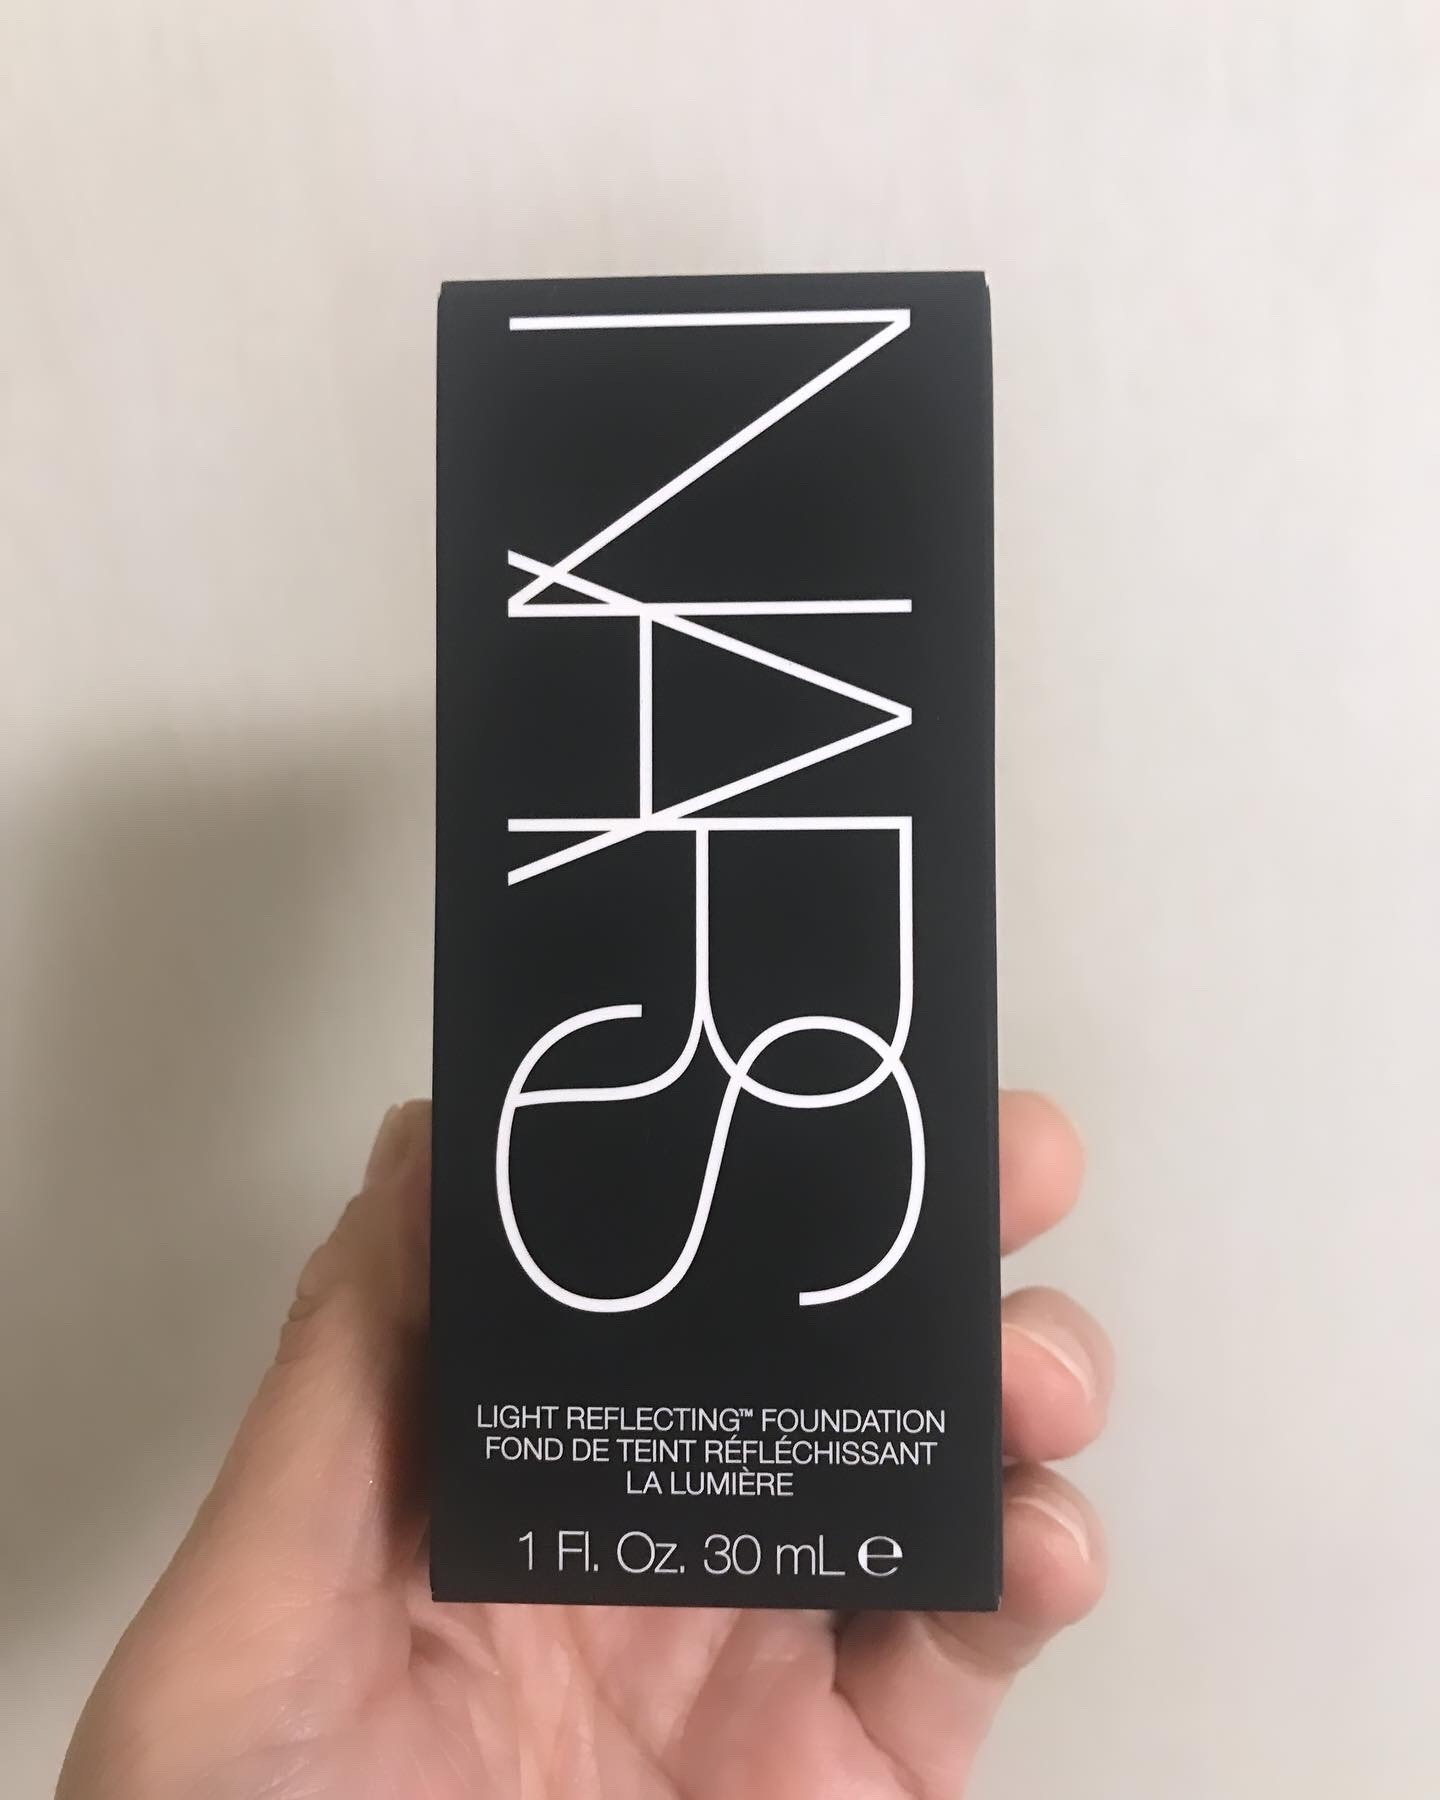 NARS
LIGHT REFLECTING™ FOUNDATION
FOND DE TEINT RÉFLÉCHISSANT
LA LUMIÈRE
1 Fl. Oz. 30 mL ℮